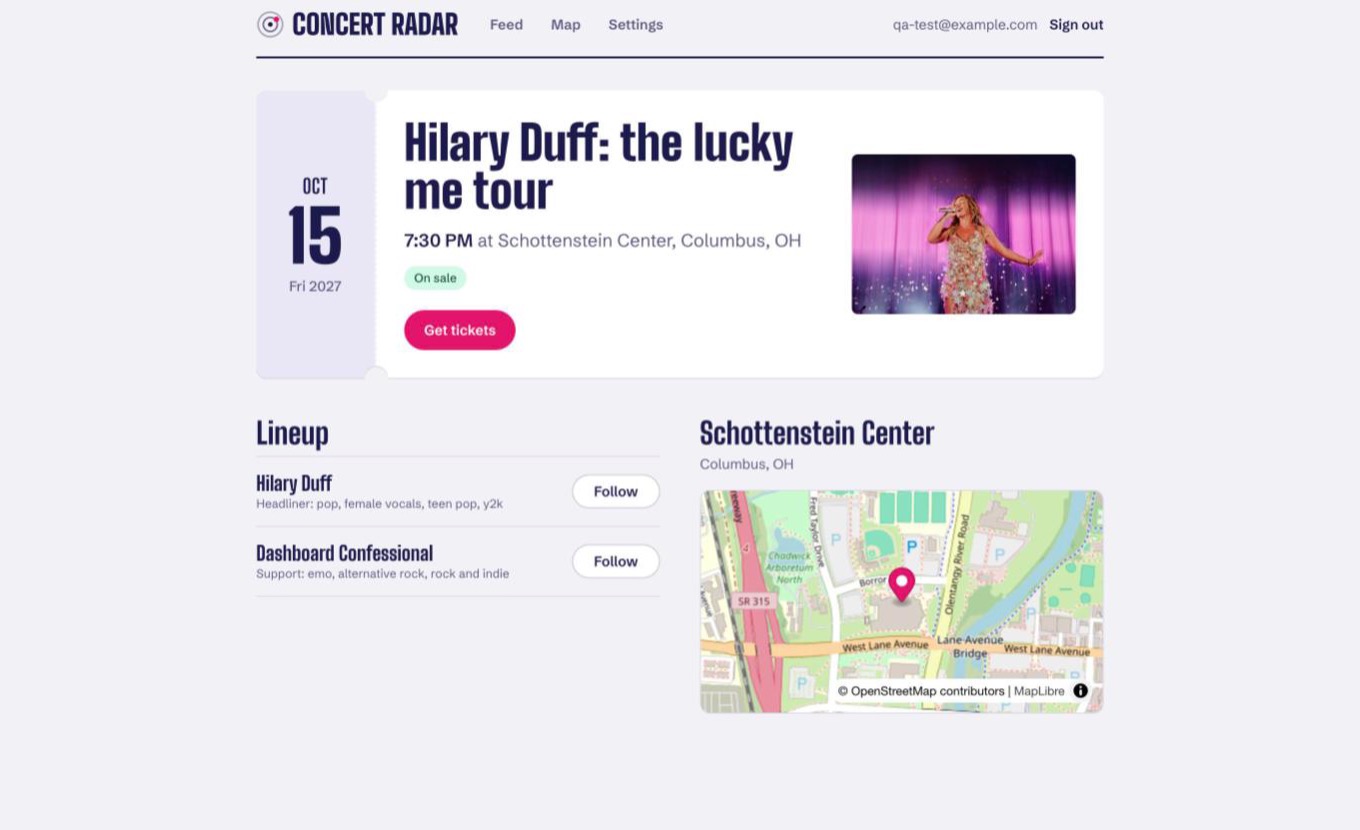 CONCERT RADAR Feed Map Settings qa-test@example.com Sign out
OCT
15
Fri 2027
Hilary Duff: the lucky
me tour
7:30 PM at Schottenstein Center, Columbus, OH
On sale
Get tickets
Lineup
Hilary Duff
Headliner: pop, female vocals, teen pop, y2k
Follow
Dashboard Confessional
Support: emo, alternative rock, rock and indie
Follow
Schottenstein Center
Columbus, OH
Fred Taylor Drive
P
P
P
4
Chadwick
Arboretum
North
Olentangy River Road
Borror
SR 315
P
West Lane Avenue
Lane Avenue
Bridge
West Lane Avenue
P
© OpenStreetMap contributors | MapLibre